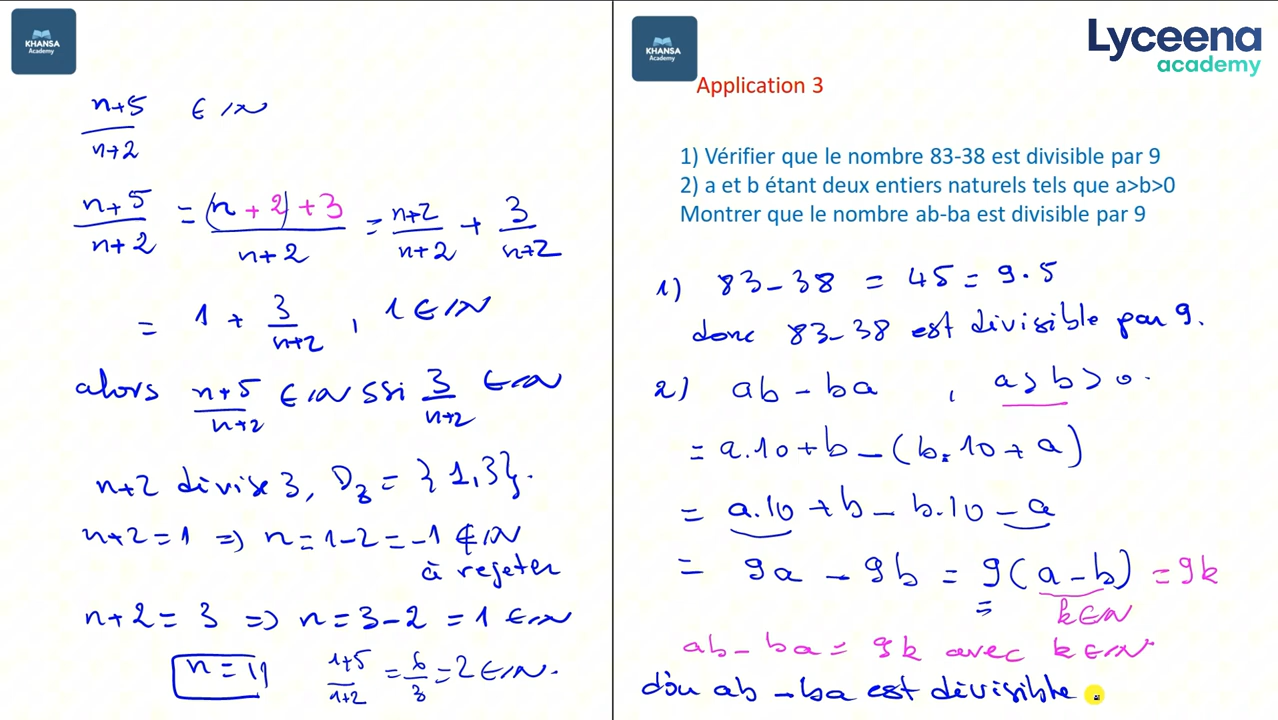 KHANSA
Academy
n+5/n+2 ∈ ℕ
n+5/n+2 = (n+2)+3/n+2 = n+2/n+2 + 3/n+2
= 1 + 3/n+2 , 1 ∈ ℕ
alors n+5/n+2 ∈ ℕ ssi 3/n+2 ∈ ℕ
n+2 divise 3, D₃ = {1,3}.
n+2 = 1 => n = 1-2 = -1 ∉ ℕ
à rejeter
n+2 = 3 => n = 3-2 = 1 ∈ ℕ
n = 1 1+5/1+2 = 6/3 = 2 ∈ ℕ.
KHANSA
Academy
Lyceena
academy
Application 3
1) Vérifier que le nombre 83-38 est divisible par 9
2) a et b étant deux entiers naturels tels que a>b>0
Montrer que le nombre ab-ba est divisible par 9
1) 83-38 = 45 = 9.5
donc 83-38 est divisible par 9.
2) ab - ba , a > b > 0.
= a.10+b-(b.10+a)
= a.10+b-b.10-a
= 9a - 9b = 9(a-b) = 9k
k∈ℕ
ab-ba = 9k avec k∈ℕ.
d'où ab-ba est divisible